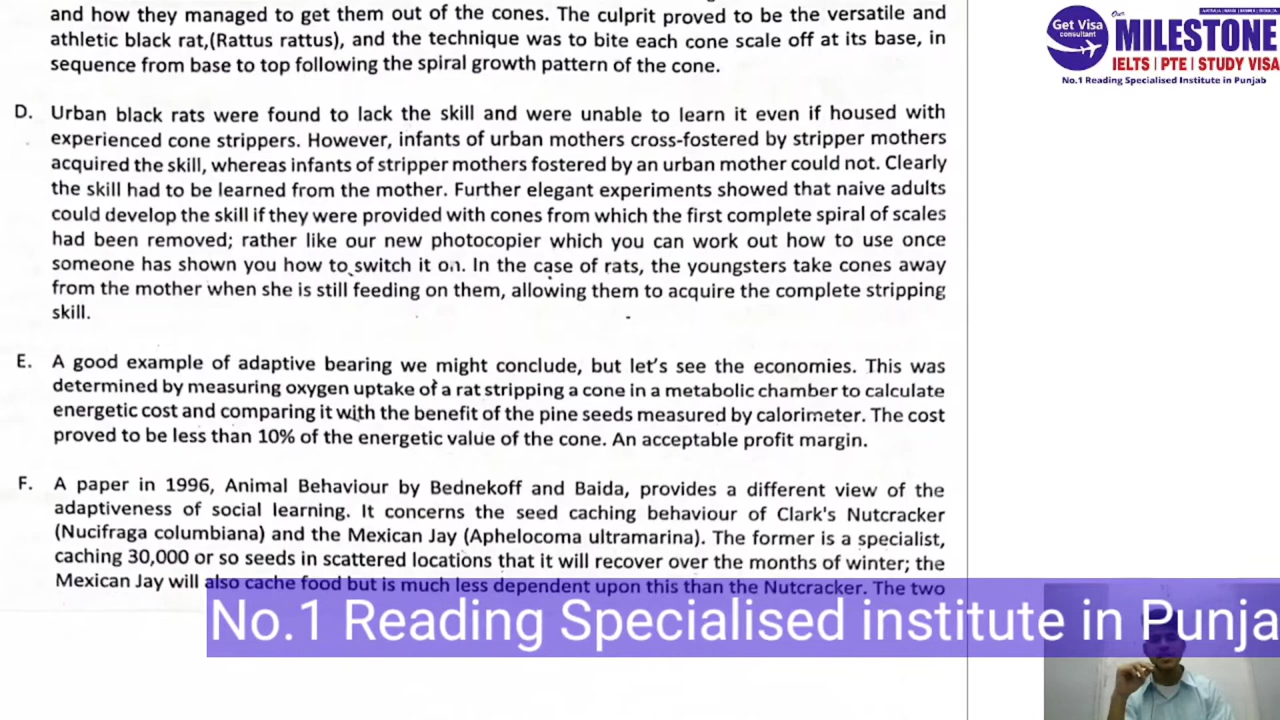 and how they managed to get them out of the cones. The culprit proved to be the versatile and
athletic black rat,(Rattus rattus), and the technique was to bite each cone scale off at its base, in
sequence from base to top following the spiral growth pattern of the cone.
D. Urban black rats were found to lack the skill and were unable to learn it even if housed with
experienced cone strippers. However, infants of urban mothers cross-fostered by stripper mothers
acquired the skill, whereas infants of stripper mothers fostered by an urban mother could not. Clearly
the skill had to be learned from the mother. Further elegant experiments showed that naive adults
could develop the skill if they were provided with cones from which the first complete spiral of scales
had been removed; rather like our new photocopier which you can work out how to use once
someone has shown you how to switch it on. In the case of rats, the youngsters take cones away
from the mother when she is still feeding on them, allowing them to acquire the complete stripping
skill.
E. A good example of adaptive bearing we might conclude, but let's see the economies. This was
determined by measuring oxygen uptake of a rat stripping a cone in a metabolic chamber to calculate
energetic cost and comparing it with the benefit of the pine seeds measured by calorimeter. The cost
proved to be less than 10% of the energetic value of the cone. An acceptable profit margin.
F. A paper in 1996, Animal Behaviour by Bednekoff and Baida, provides a different view of the
adaptiveness of social learning. It concerns the seed caching behaviour of Clark's Nutcracker
(Nucifraga columbiana) and the Mexican Jay (Aphelocoma ultramarina). The former is a specialist,
caching 30,000 or so seeds in scattered locations that it will recover over the months of winter; the
Mexican Jay will also cache food but is much less dependent upon this than the Nutcracker. The two
No.1 Reading Specialised institute in Punja
Get Visa
consultant
Our
MILESTONE
IELTS | PTE | STUDY VISA
No.1 Reading Specialised Institute in Punjab